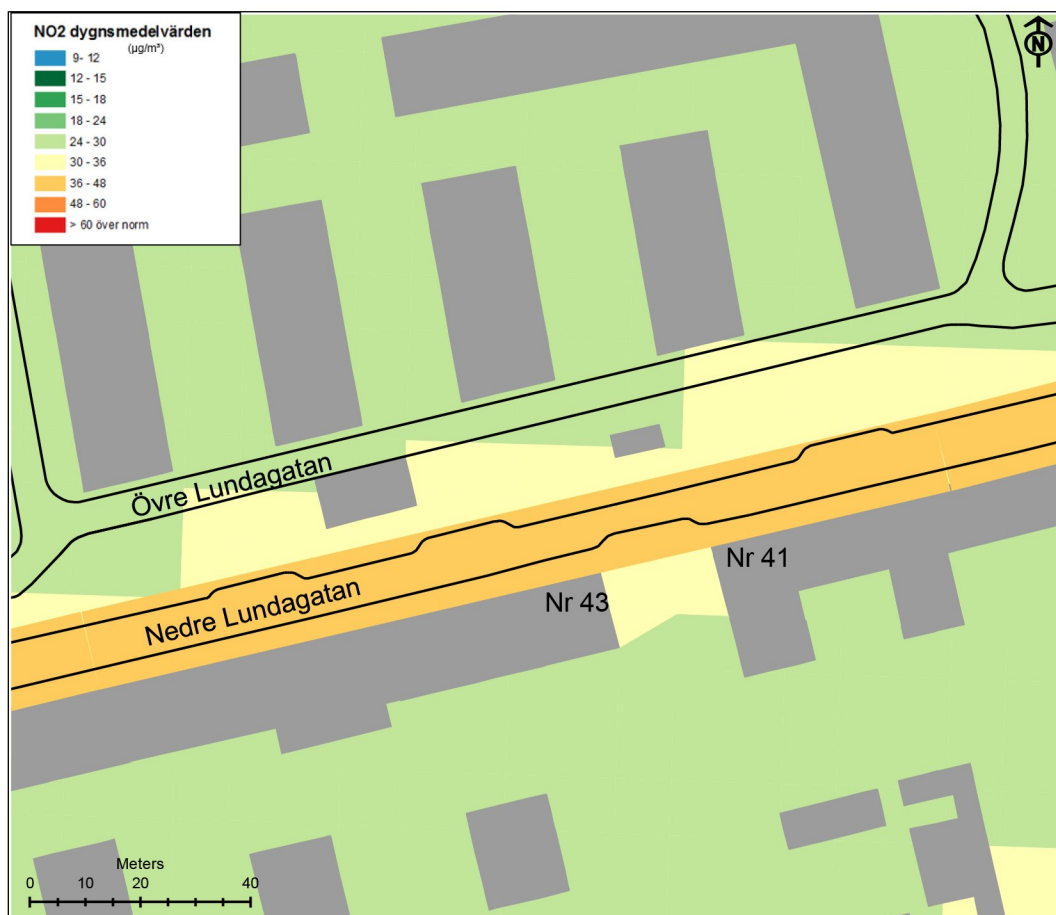 NO2 dygnsmedelvärden
(µg/m³)
9- 12
12 - 15
15 - 18
18 - 24
24 - 30
30 - 36
36 - 48
48 - 60
> 60 över norm
N
Övre Lundagatan
Nedre Lundagatan
Nr 41
Nr 43
Meters
0 10 20 40